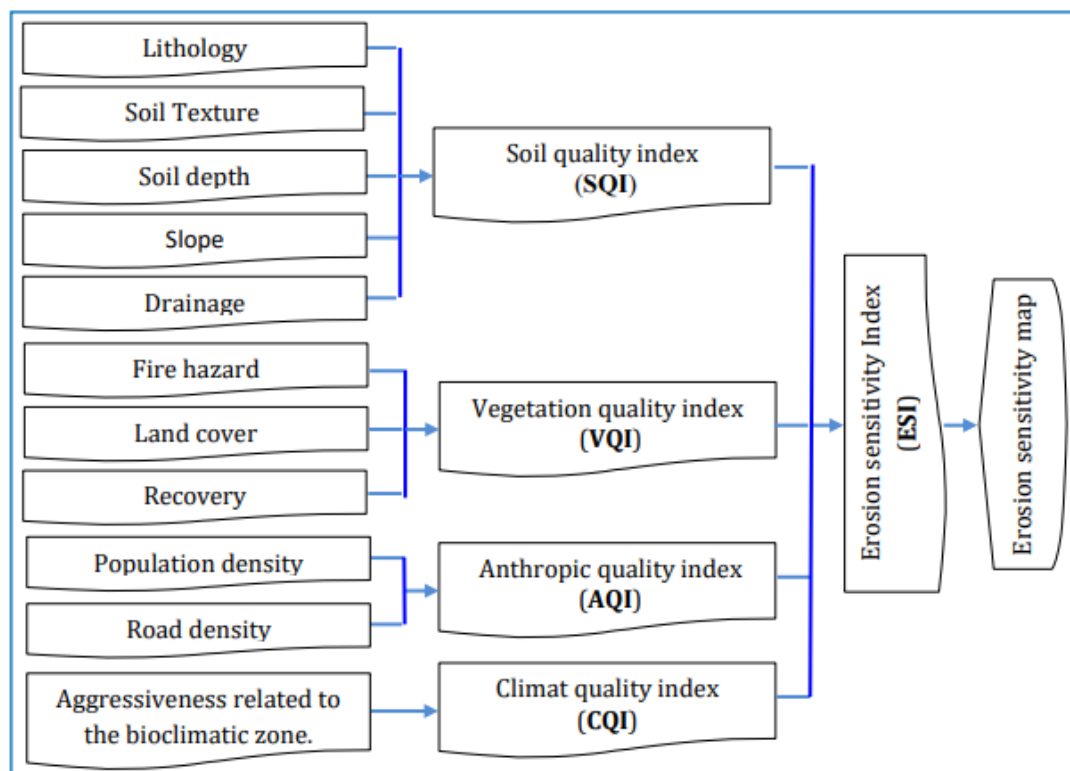 Lithology
Soil Texture
Soil depth
Slope
Drainage
Fire hazard
Land cover
Recovery
Population density
Road density
Aggressiveness related to
the bioclimatic zone.
Soil quality index
(SQI)
Vegetation quality index
(VQI)
Anthropic quality index
(AQI)
Climat quality index
(CQI)
Erosion sensitivity Index
(ESI)
Erosion sensitivity map